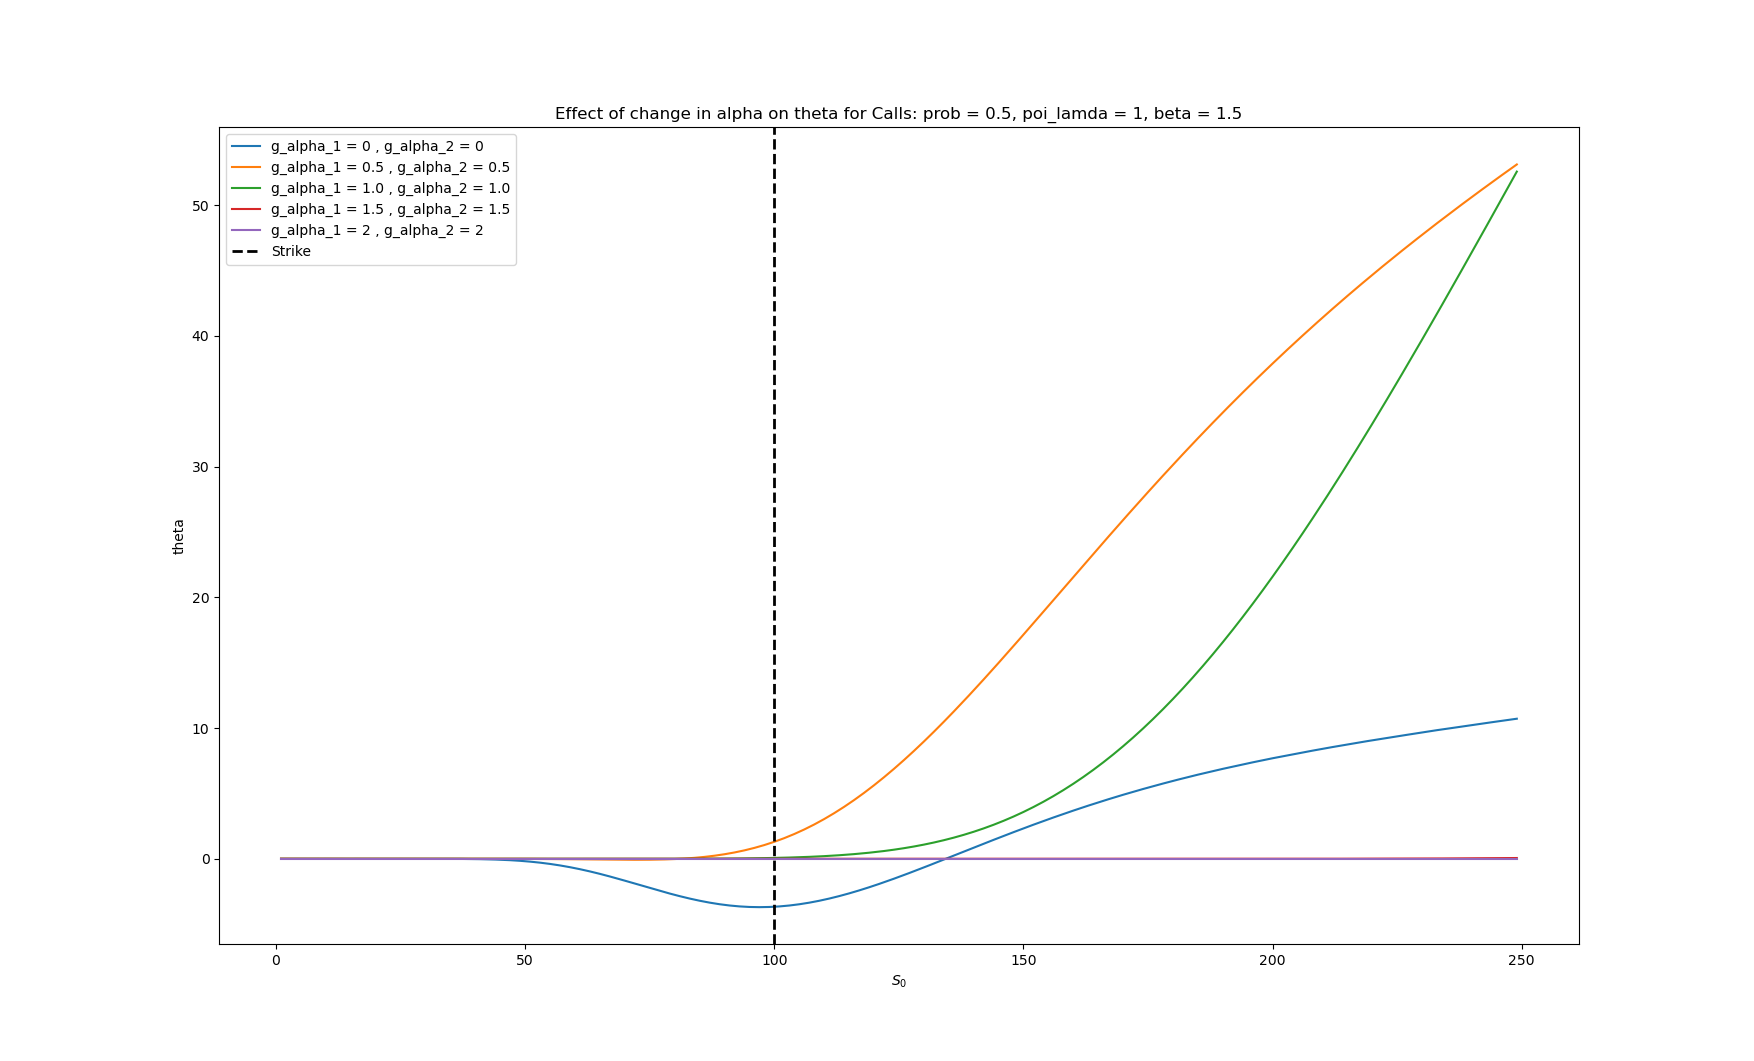 Effect of change in alpha on theta for Calls: prob = 0.5, poi_lamda = 1, beta = 1.5
g_alpha_1 = 0 , g_alpha_2 = 0
g_alpha_1 = 0.5 , g_alpha_2 = 0.5
g_alpha_1 = 1.0 , g_alpha_2 = 1.0
g_alpha_1 = 1.5 , g_alpha_2 = 1.5
g_alpha_1 = 2 , g_alpha_2 = 2
Strike
50
40
30
20
10
0
theta
0 50 100 150 200 250
S_0